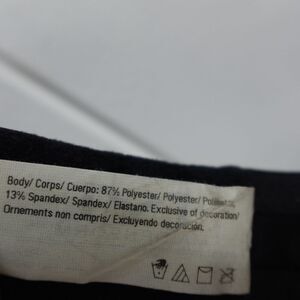 Body/ Corps/ Cuerpo: 87% Polyester/ Polyester/ Poliéster,
13% Spandex/ Spandex/ Elastano. Exclusive of decoration/
Ornements non compris/ Excluyendo decoración.